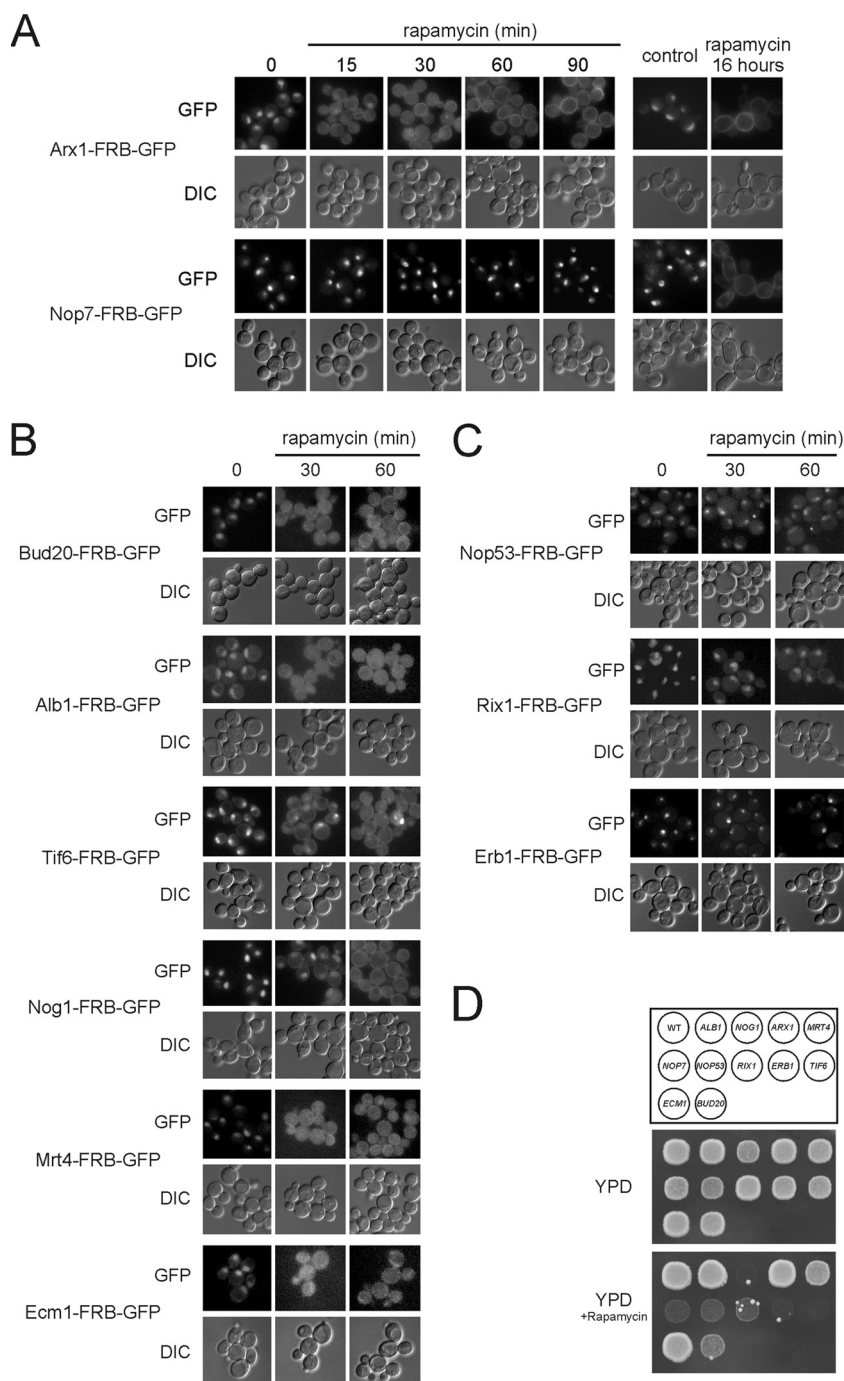 A
rapamycin (min)
control
rapamycin
16 hours
0 15 30 60 90
GFP
Arx1-FRB-GFP
DIC
GFP
Nop7-FRB-GFP
DIC
B
rapamycin (min)
0 30 60
GFP
Bud20-FRB-GFP
DIC
GFP
Alb1-FRB-GFP
DIC
GFP
Tif6-FRB-GFP
DIC
GFP
Nog1-FRB-GFP
DIC
GFP
Mrt4-FRB-GFP
DIC
GFP
Ecm1-FRB-GFP
DIC
C
rapamycin (min)
0 30 60
GFP
Nop53-FRB-GFP
DIC
GFP
Rix1-FRB-GFP
DIC
GFP
Erb1-FRB-GFP
DIC
D
WT ALB1 NOG1 ARX1 MRT4
NOP7 NOP53 RIX1 ERB1 TIF6
ECM1 BUD20
YPD
YPD
+Rapamycin